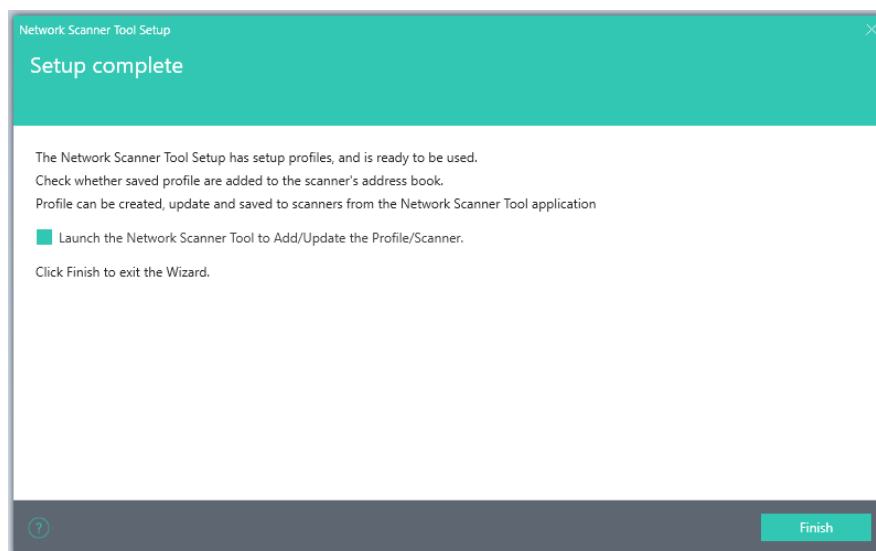 Network Scanner Tool Setup
Setup complete
The Network Scanner Tool Setup has setup profiles, and is ready to be used.
Check whether saved profile are added to the scanner's address book.
Profile can be created, update and saved to scanners from the Network Scanner Tool application
Launch the Network Scanner Tool to Add/Update the Profile/Scanner.
Click Finish to exit the Wizard.
?
Finish